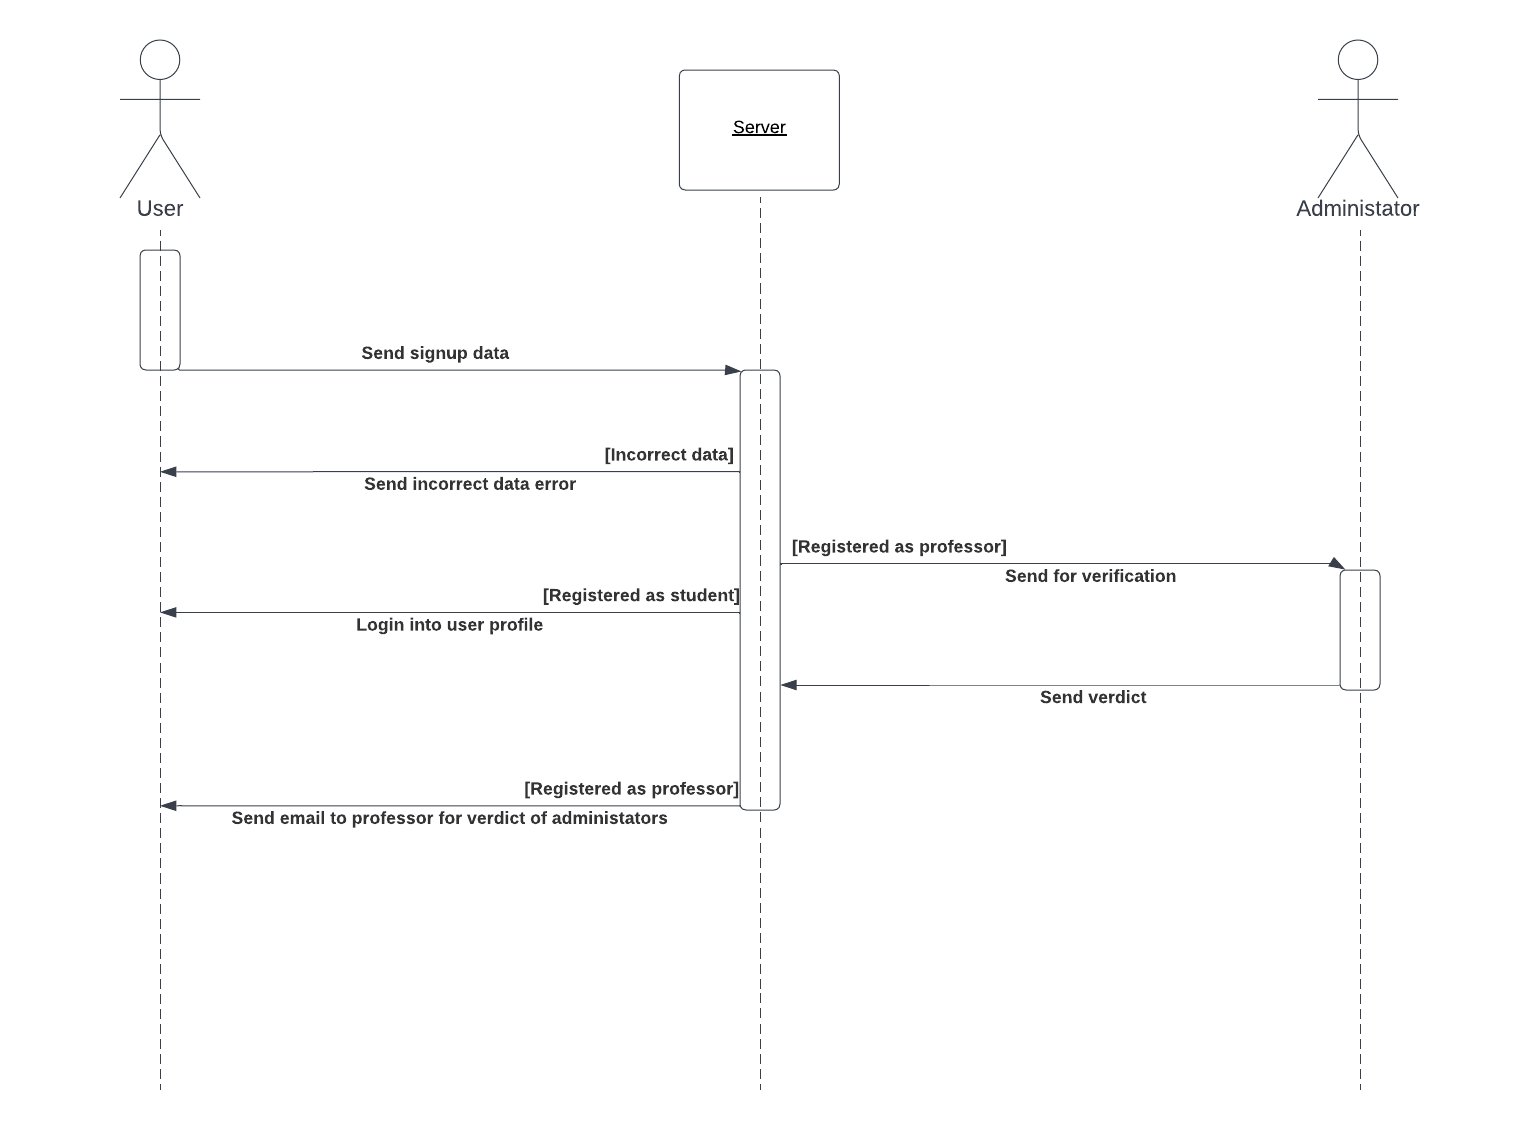 Server
User
Administator
Send signup data
[Incorrect data]
Send incorrect data error
[Registered as professor]
Send for verification
[Registered as student]
Login into user profile
Send verdict
[Registered as professor]
Send email to professor for verdict of administators